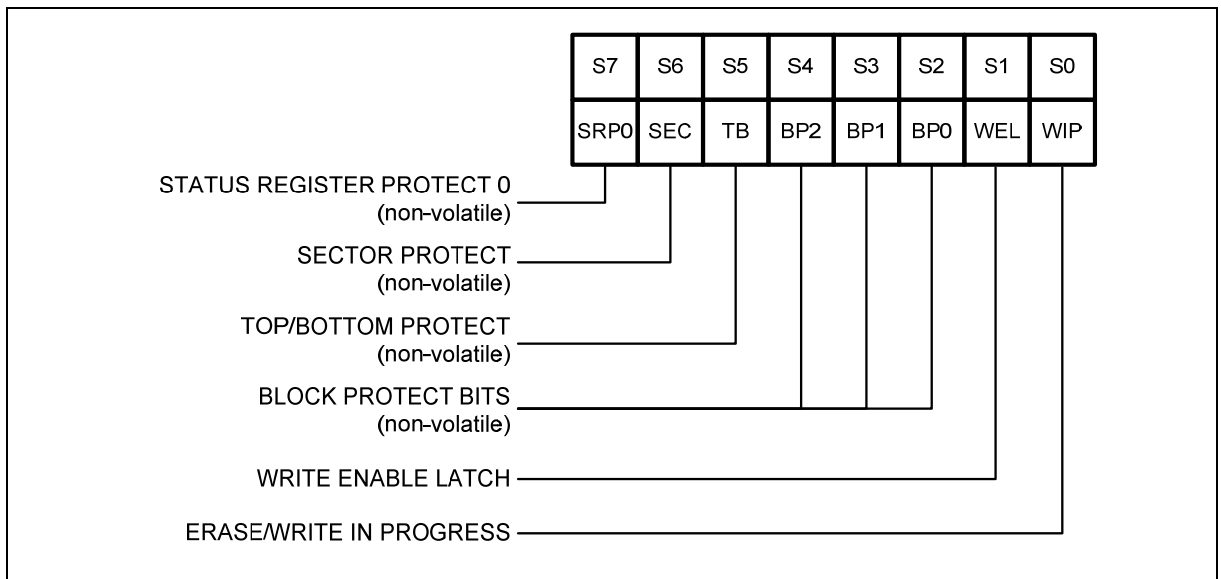 S7 S6 S5 S4 S3 S2 S1 S0
SRP0 SEC TB BP2 BP1 BP0 WEL WIP
STATUS REGISTER PROTECT 0
(non-volatile)
SECTOR PROTECT
(non-volatile)
TOP/BOTTOM PROTECT
(non-volatile)
BLOCK PROTECT BITS
(non-volatile)
WRITE ENABLE LATCH
ERASE/WRITE IN PROGRESS